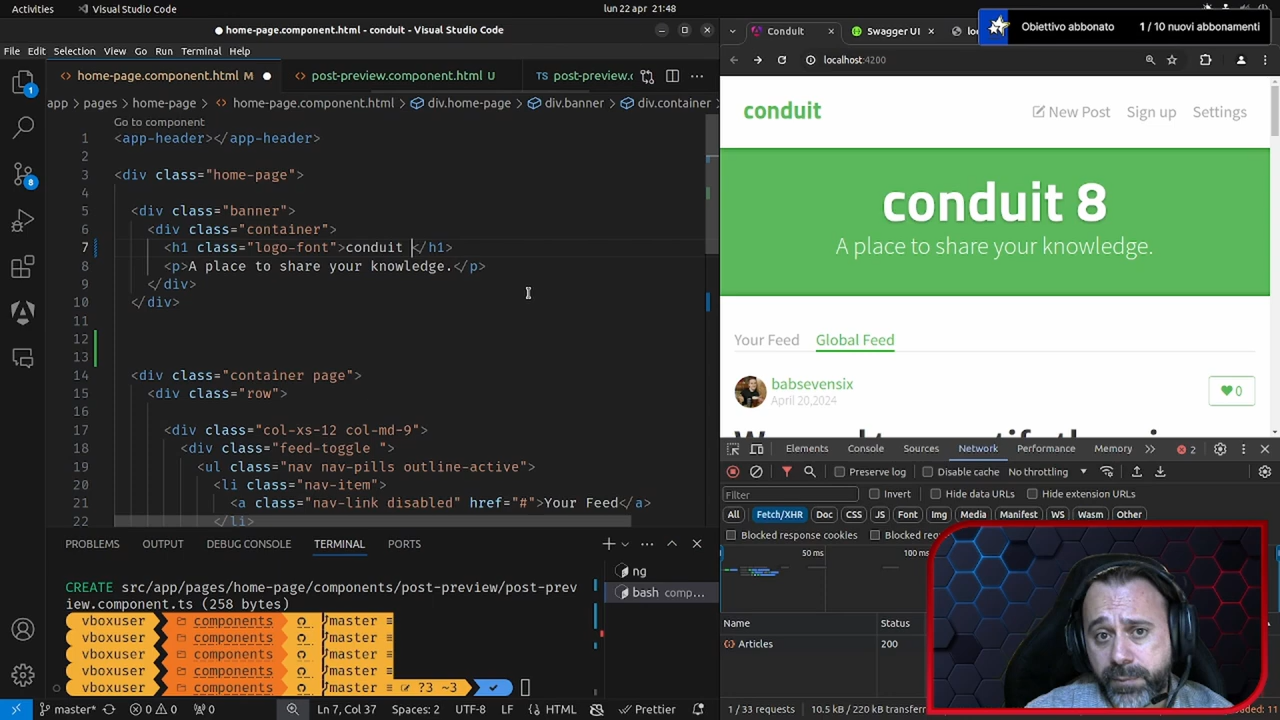 Activities
Visual Studio Code
lun 22 apr 21:48
Obiettivo abbonato
1 / 10 nuovi abbonamenti
home-page.component.html - conduit - Visual Studio Code
Conduit
Swagger UI
File Edit Selection View Go Run Terminal Help
localhost:4200
home-page.component.html M
post-preview.component.html U
TS post-preview.c
app > pages > home-page > home-page.component.html > div.home-page > div.banner > div.container
Go to component
1 <app-header></app-header>
2
3 <div class="home-page">
4
5 <div class="banner">
6 <div class="container">
7 <h1 class="logo-font">conduit </h1>
8 <p>A place to share your knowledge.</p>
9 </div>
10 </div>
11
12
13
14 <div class="container page">
15 <div class="row">
16
17 <div class="col-xs-12 col-md-9">
18 <div class="feed-toggle ">
19 <ul class="nav nav-pills outline-active">
20 <li class="nav-item">
21 <a class="nav-link disabled" href="#">Your Feed</a>
22 </li>
conduit
New Post Sign up Settings
conduit 8
A place to share your knowledge.
Your Feed Global Feed
babsevensix
April 20,2024
0
PROBLEMS OUTPUT DEBUG CONSOLE TERMINAL PORTS
CREATE src/app/pages/home-page/components/post-preview/post-prev
iew.component.ts (258 bytes)
vboxuser components master ≡
vboxuser components master ≡
vboxuser components master ≡
vboxuser components master ≡
vboxuser components master ≡ ?3 ~3
ng
bash comp...
1
8
master* 0 0 0 Ln 7, Col 37 Spaces: 2 UTF-8 LF HTML Prettier
Elements Console Sources Network Performance Memory 2
Preserve log Disable cache No throttling
Filter Invert Hide data URLs Hide extension URLs
All Fetch/XHR Doc CSS JS Font Img Media Manifest WS Wasm Other
Blocked response cookies
50 ms 100 ms
Name Status
Articles 200
1 / 33 requests 10.5 kB / 220 kB transferr